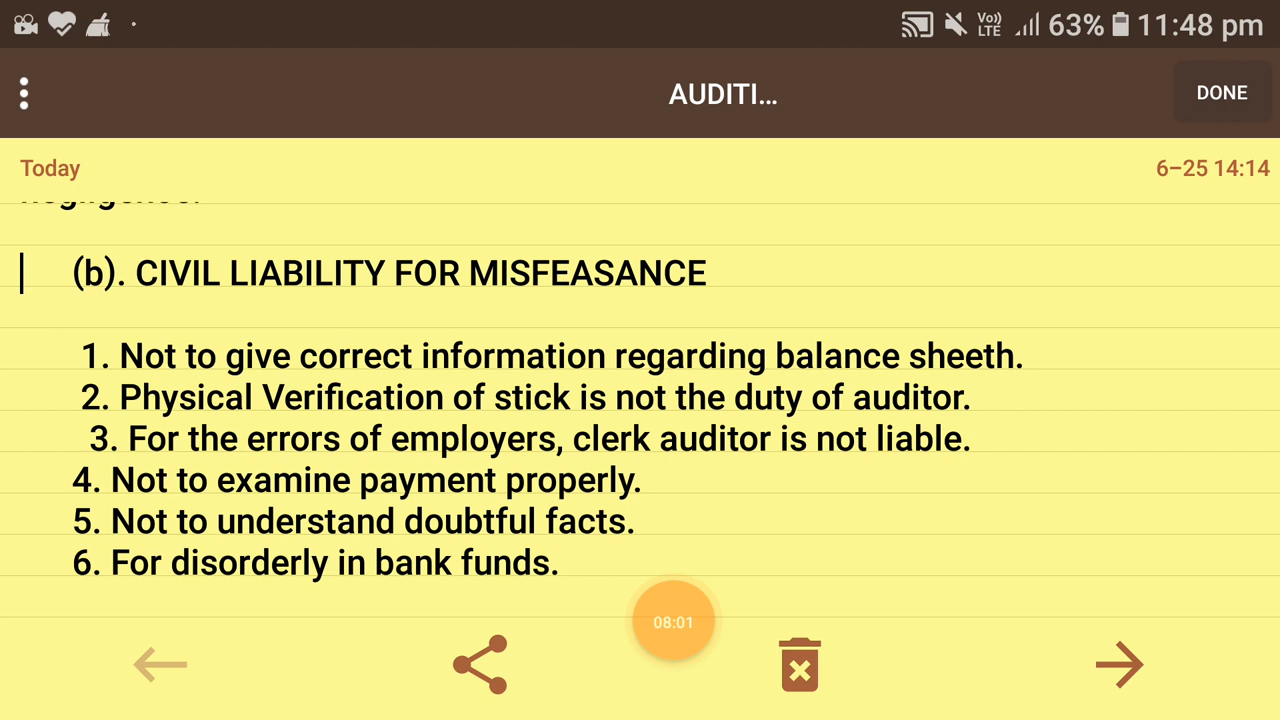 Vo)) LTE 63% 11:48 pm
AUDITI...
DONE
Today 6-25 14:14
(b). CIVIL LIABILITY FOR MISFEASANCE
1. Not to give correct information regarding balance sheeth.
2. Physical Verification of stick is not the duty of auditor.
3. For the errors of employers, clerk auditor is not liable.
4. Not to examine payment properly.
5. Not to understand doubtful facts.
6. For disorderly in bank funds.
08:01